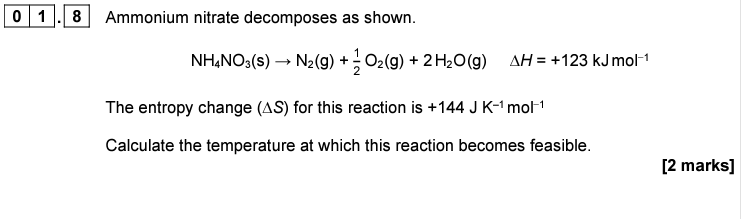 01.8 Ammonium nitrate decomposes as shown.
NH₄NO₃(s) → N₂(g) + ½ O₂(g) + 2 H₂O(g) ΔH = +123 kJ mol⁻¹
The entropy change (ΔS) for this reaction is +144 J K⁻¹ mol⁻¹
Calculate the temperature at which this reaction becomes feasible.
[2 marks]